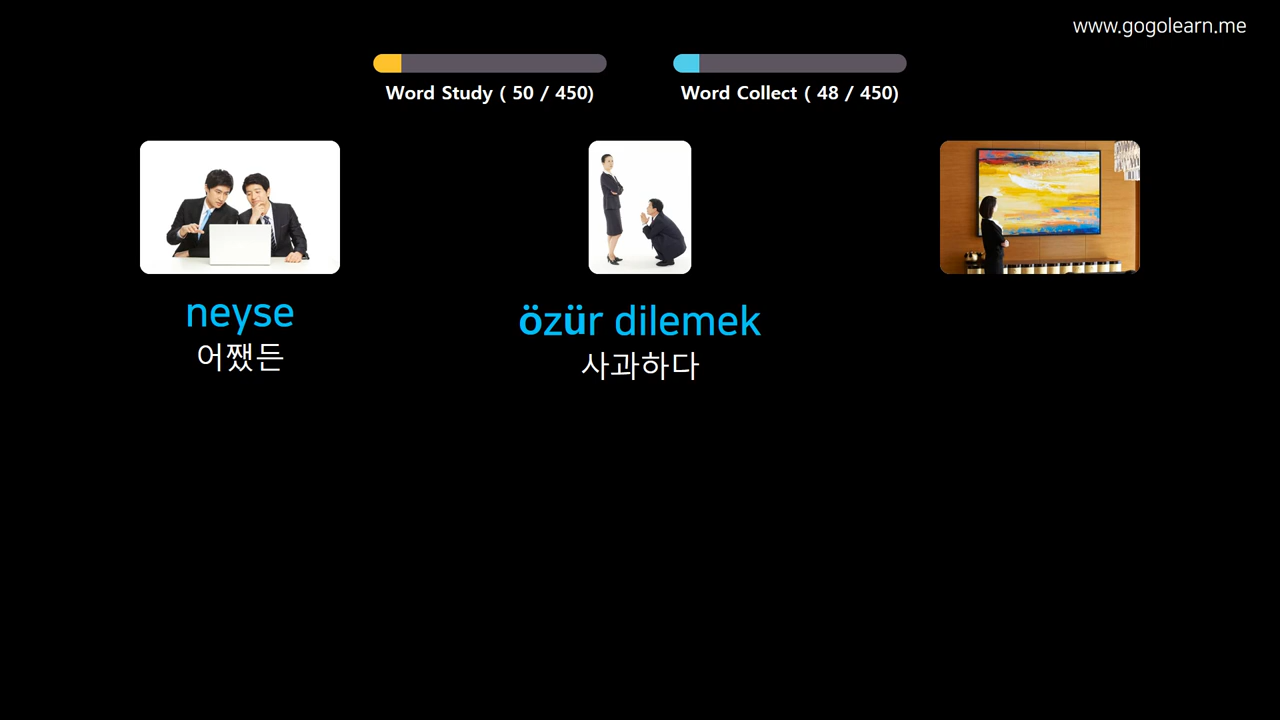 www.gogolearn.me
Word Study ( 50 / 450)
Word Collect ( 48 / 450)
neyse
어쨌든
özür dilemek
사과하다